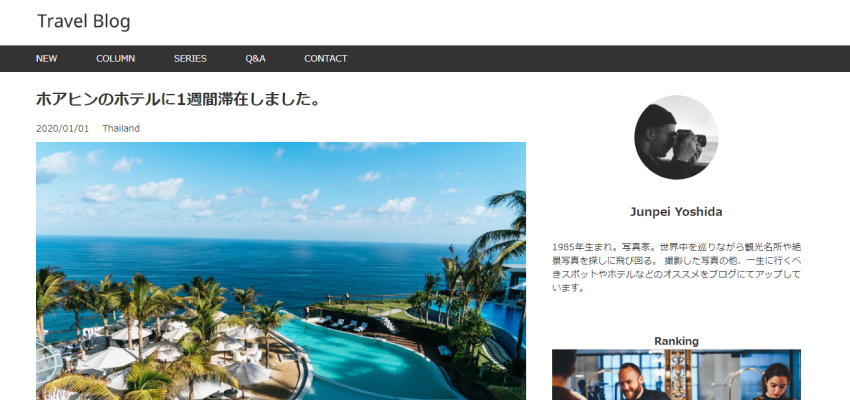 Travel Blog
NEW COLUMN SERIES Q&A CONTACT
ホアヒンのホテルに1週間滞在しました。
2020/01/01 Thailand
Junpei Yoshida
1985年生まれ。写真家。世界中を巡りながら観光名所や絶
景写真を探しに飛び回る。 撮影した写真の他、一生に行くべ
きスポットやホテルなどのオススメをブログにてアップして
います。
Ranking